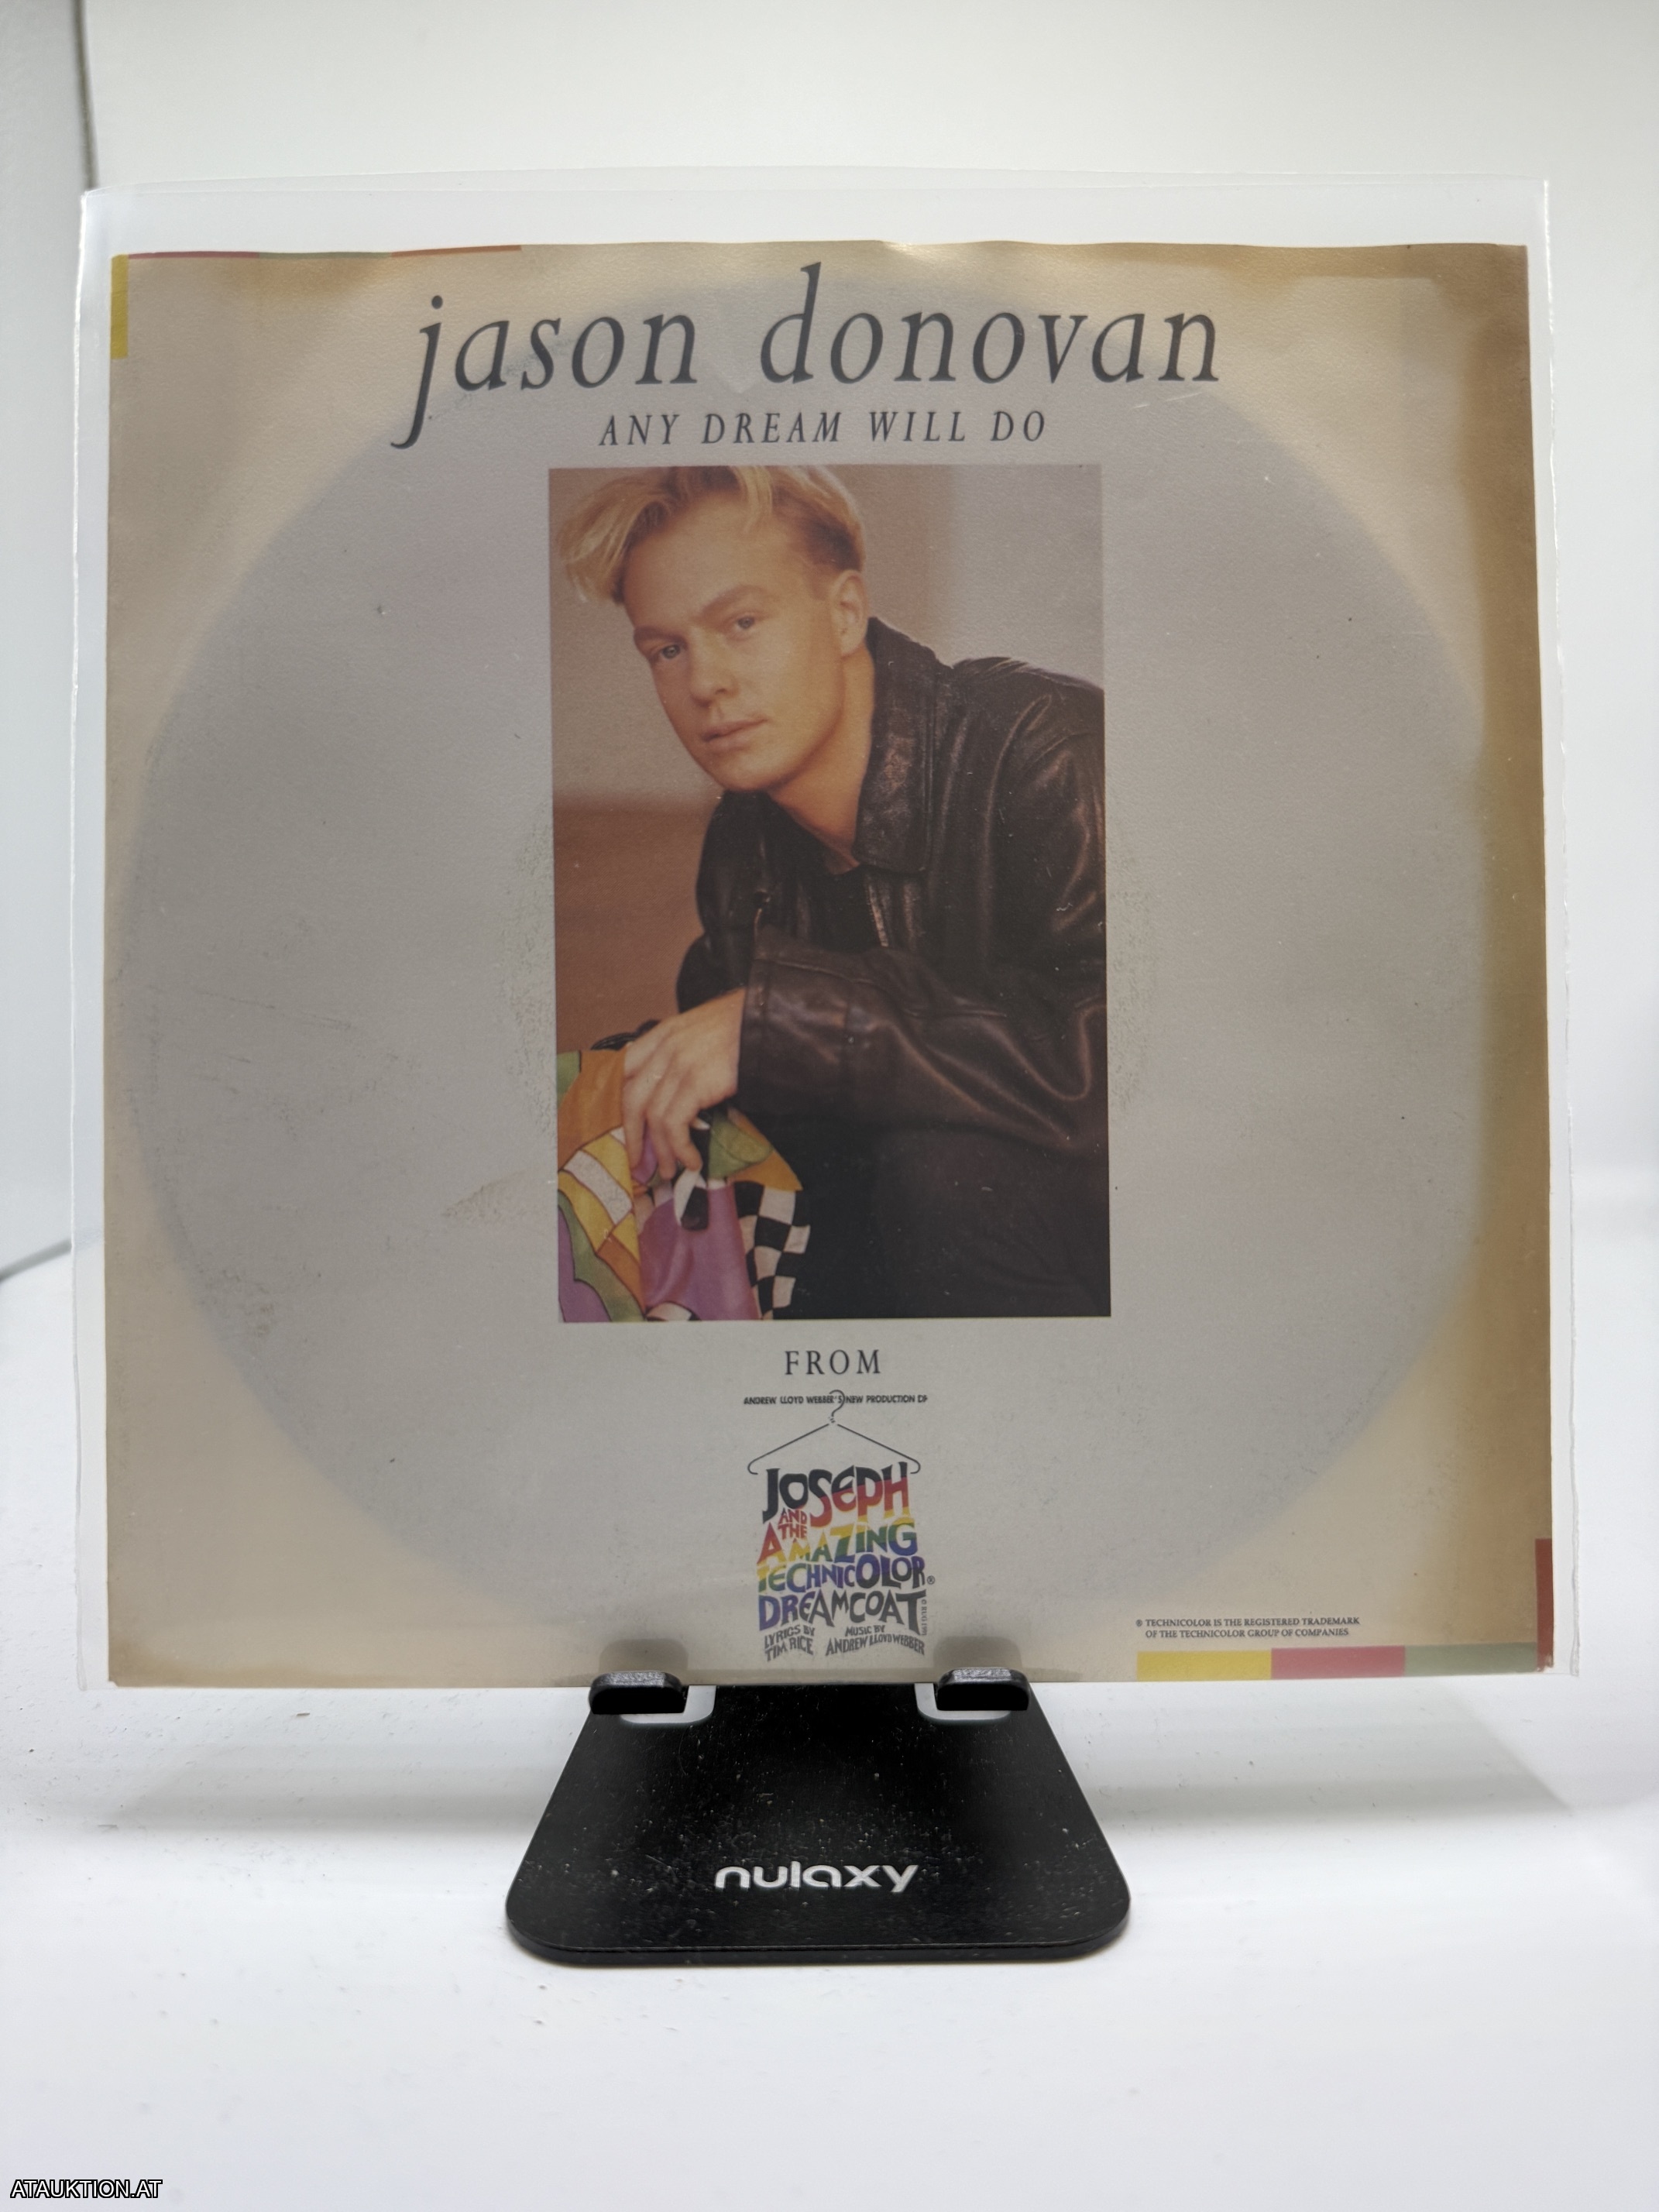 jason donovan
ANY DREAM WILL DO
FROM
ANDREW LLOYD WEBBER'S NEW PRODUCTION OF
JOSEPH
AND
THE
AMAZING
TECHNICOLOR®
DREAMCOAT
LYRICS BY
TIM RICE
MUSIC BY
ANDREW LLOYD WEBBER
® TECHNICOLOR IS THE REGISTERED TRADEMARK
OF THE TECHNICOLOR GROUP OF COMPANIES
nulaxy
ATAUKTION.AT